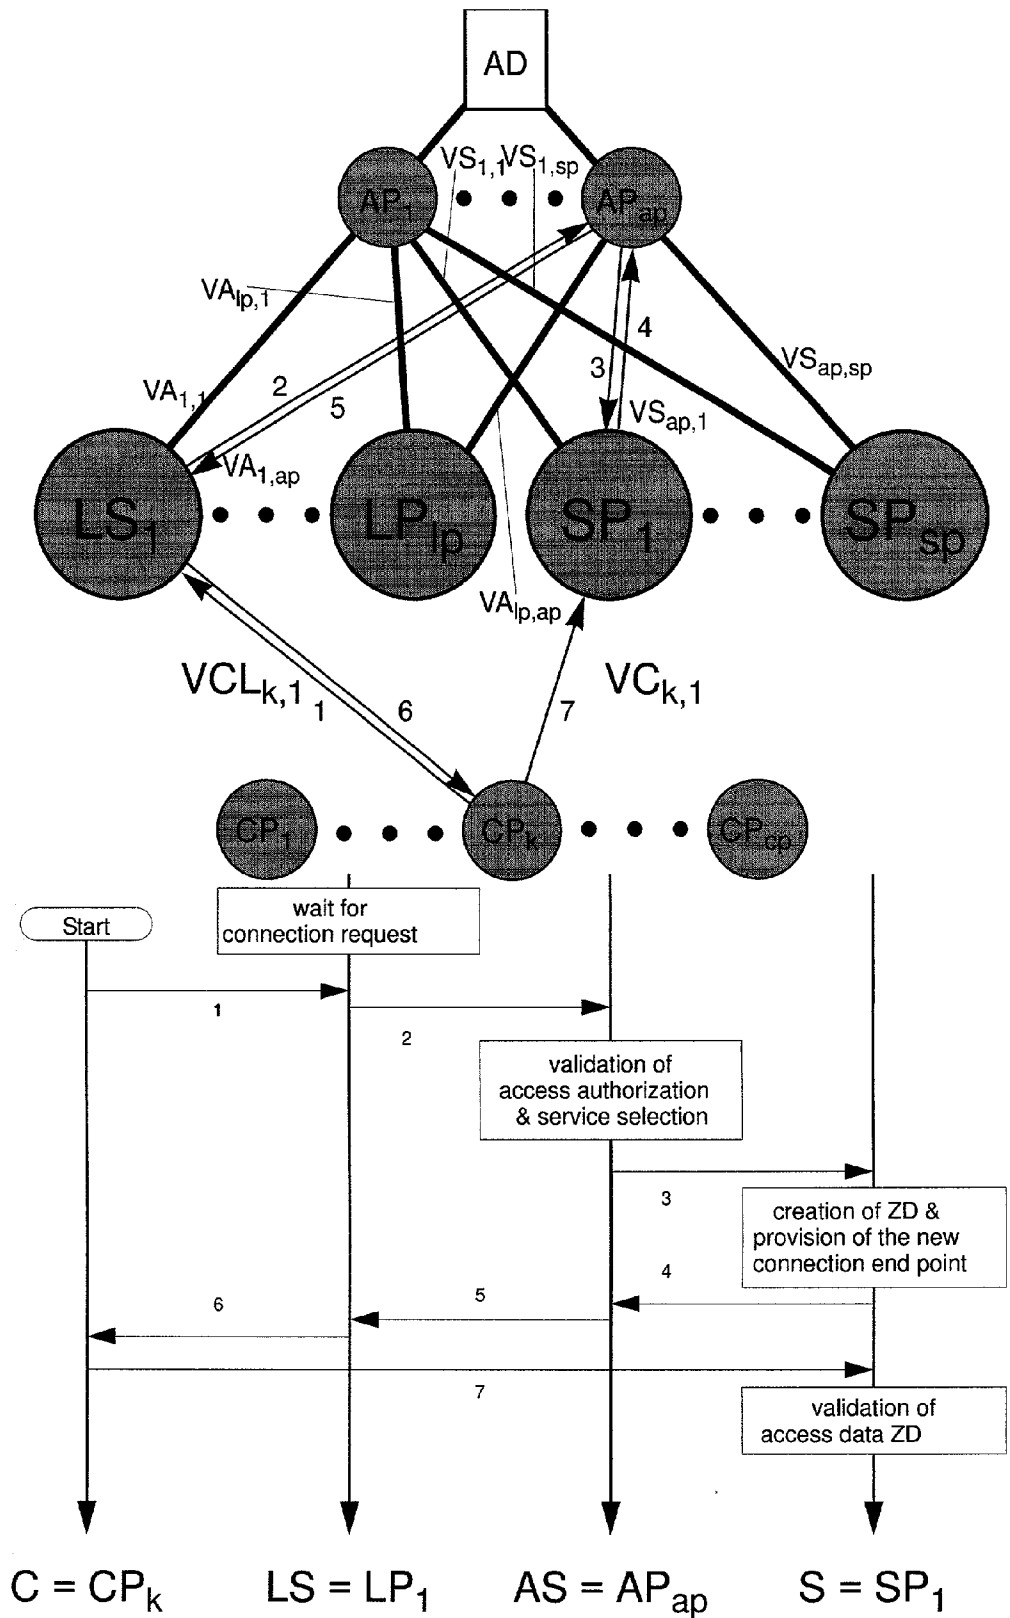 AD
VS1,1 VS1,sp
AP1
APap
VAlp,1
4
3
2
5
VA1,1
VSap,sp
VSap,1
VA1,ap
LS1
LPlp
SP1
SPsp
VAlp,ap
VCLk,1
1
6
7
VCk,1
CP1
CPk
CPcp
wait for
connection request
Start
1
2
validation of
access authorization
& service selection
3
creation of ZD &
provision of the new
connection end point
4
5
6
7
validation of
access data ZD
C = CPk
LS = LP1
AS = APap
S = SP1